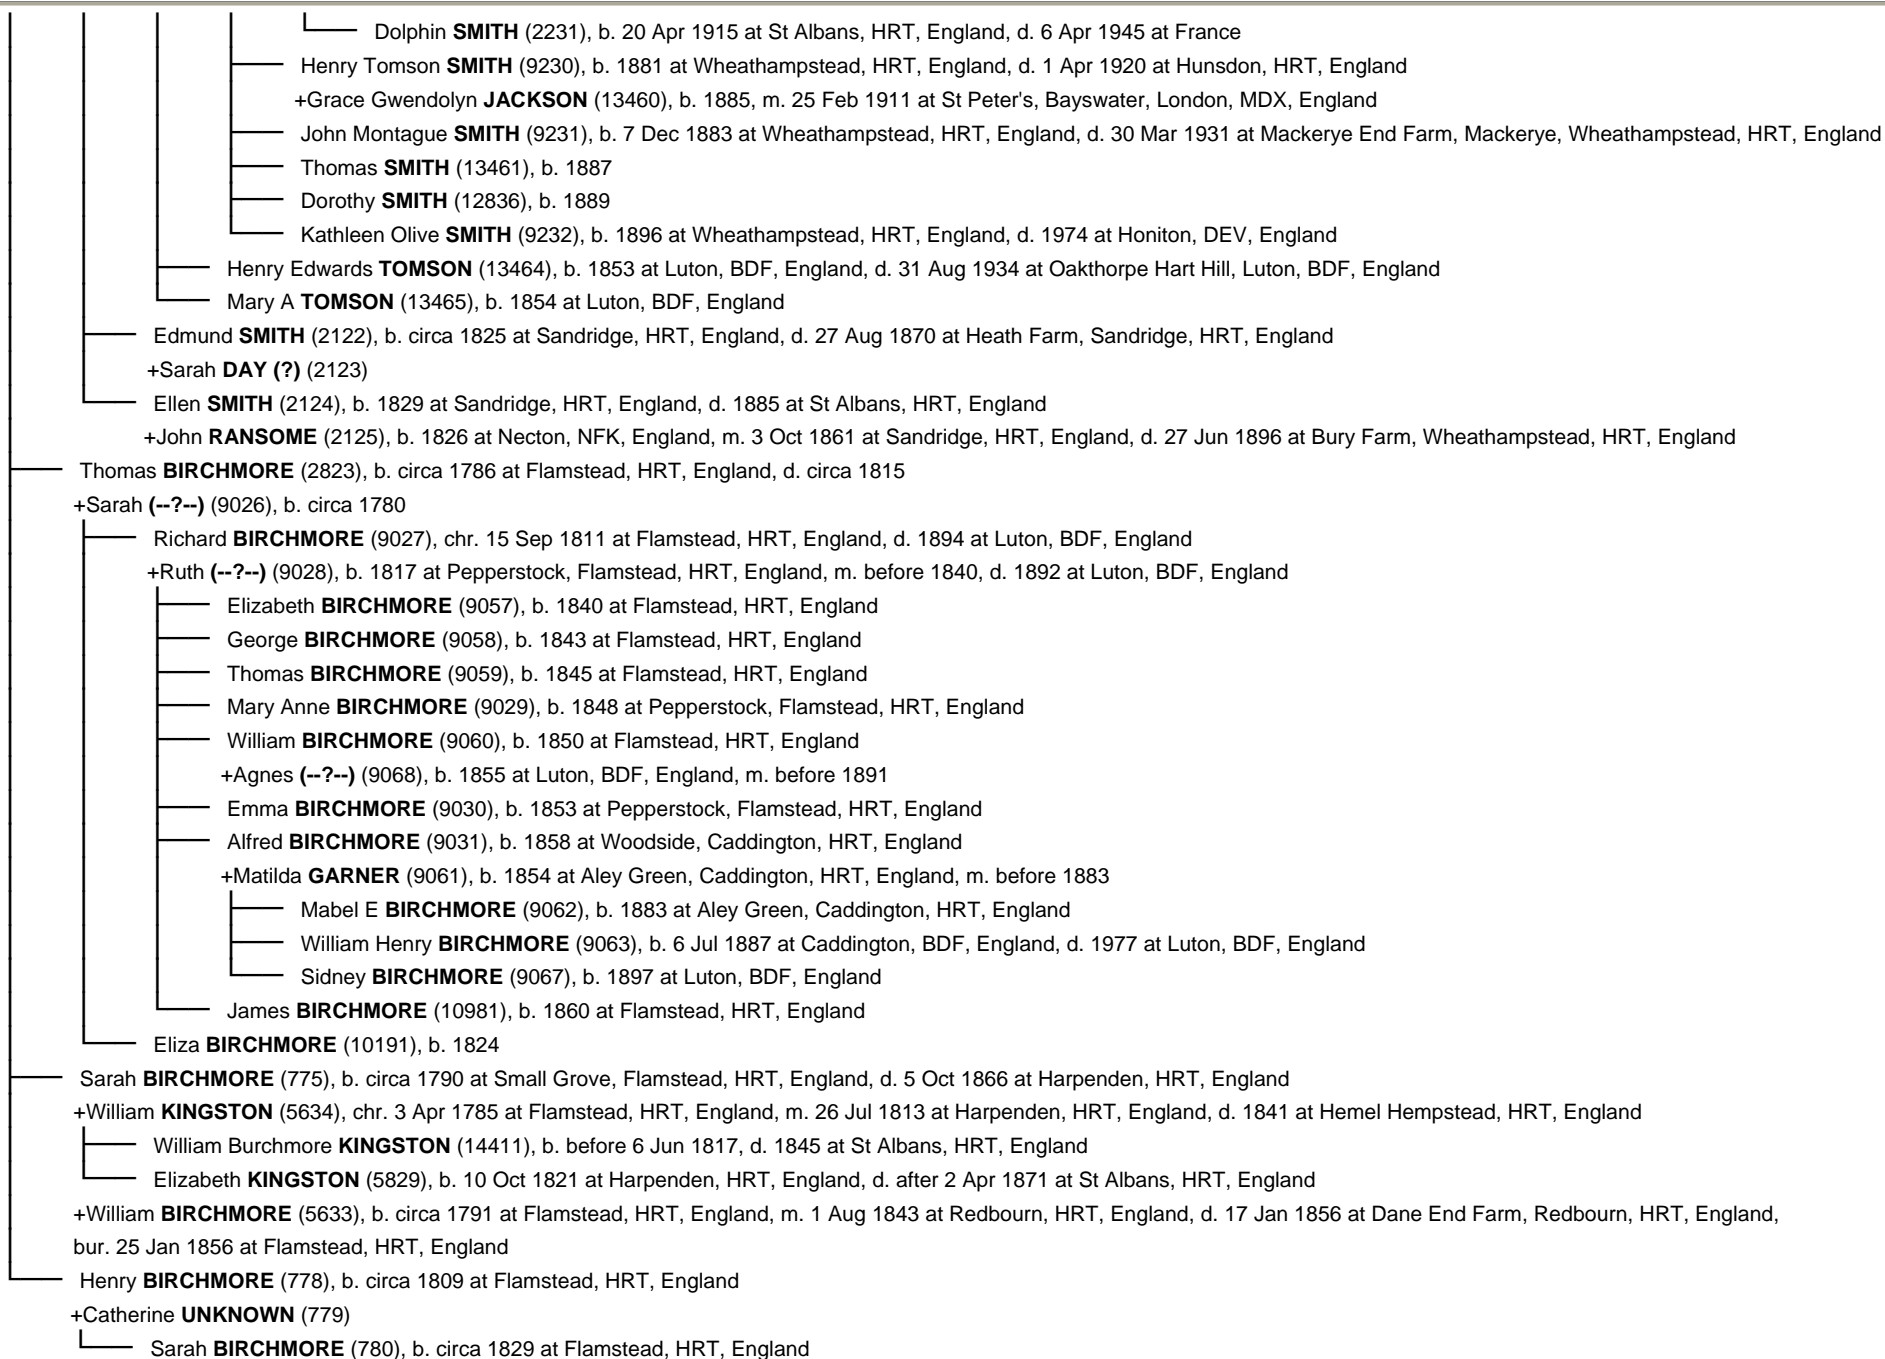 Dolphin SMITH (2231), b. 20 Apr 1915 at St Albans, HRT, England, d. 6 Apr 1945 at France
Henry Tomson SMITH (9230), b. 1881 at Wheathampstead, HRT, England, d. 1 Apr 1920 at Hunsdon, HRT, England
+Grace Gwendolyn JACKSON (13460), b. 1885, m. 25 Feb 1911 at St Peter's, Bayswater, London, MDX, England
John Montague SMITH (9231), b. 7 Dec 1883 at Wheathampstead, HRT, England, d. 30 Mar 1931 at Mackerye End Farm, Mackerye, Wheathampstead, HRT, England
Thomas SMITH (13461), b. 1887
Dorothy SMITH (12836), b. 1889
Kathleen Olive SMITH (9232), b. 1896 at Wheathampstead, HRT, England, d. 1974 at Honiton, DEV, England
Henry Edwards TOMSON (13464), b. 1853 at Luton, BDF, England, d. 31 Aug 1934 at Oakthorpe Hart Hill, Luton, BDF, England
Mary A TOMSON (13465), b. 1854 at Luton, BDF, England
Edmund SMITH (2122), b. circa 1825 at Sandridge, HRT, England, d. 27 Aug 1870 at Heath Farm, Sandridge, HRT, England
+Sarah DAY (?) (2123)
Ellen SMITH (2124), b. 1829 at Sandridge, HRT, England, d. 1885 at St Albans, HRT, England
+John RANSOME (2125), b. 1826 at Necton, NFK, England, m. 3 Oct 1861 at Sandridge, HRT, England, d. 27 Jun 1896 at Bury Farm, Wheathampstead, HRT, England
Thomas BIRCHMORE (2823), b. circa 1786 at Flamstead, HRT, England, d. circa 1815
+Sarah (--?--) (9026), b. circa 1780
Richard BIRCHMORE (9027), chr. 15 Sep 1811 at Flamstead, HRT, England, d. 1894 at Luton, BDF, England
+Ruth (--?--) (9028), b. 1817 at Pepperstock, Flamstead, HRT, England, m. before 1840, d. 1892 at Luton, BDF, England
Elizabeth BIRCHMORE (9057), b. 1840 at Flamstead, HRT, England
George BIRCHMORE (9058), b. 1843 at Flamstead, HRT, England
Thomas BIRCHMORE (9059), b. 1845 at Flamstead, HRT, England
Mary Anne BIRCHMORE (9029), b. 1848 at Pepperstock, Flamstead, HRT, England
William BIRCHMORE (9060), b. 1850 at Flamstead, HRT, England
+Agnes (--?--) (9068), b. 1855 at Luton, BDF, England, m. before 1891
Emma BIRCHMORE (9030), b. 1853 at Pepperstock, Flamstead, HRT, England
Alfred BIRCHMORE (9031), b. 1858 at Woodside, Caddington, HRT, England
+Matilda GARNER (9061), b. 1854 at Aley Green, Caddington, HRT, England, m. before 1883
Mabel E BIRCHMORE (9062), b. 1883 at Aley Green, Caddington, HRT, England
William Henry BIRCHMORE (9063), b. 6 Jul 1887 at Caddington, BDF, England, d. 1977 at Luton, BDF, England
Sidney BIRCHMORE (9067), b. 1897 at Luton, BDF, England
James BIRCHMORE (10981), b. 1860 at Flamstead, HRT, England
Eliza BIRCHMORE (10191), b. 1824
Sarah BIRCHMORE (775), b. circa 1790 at Small Grove, Flamstead, HRT, England, d. 5 Oct 1866 at Harpenden, HRT, England
+William KINGSTON (5634), chr. 3 Apr 1785 at Flamstead, HRT, England, m. 26 Jul 1813 at Harpenden, HRT, England, d. 1841 at Hemel Hempstead, HRT, England
William Burchmore KINGSTON (14411), b. before 6 Jun 1817, d. 1845 at St Albans, HRT, England
Elizabeth KINGSTON (5829), b. 10 Oct 1821 at Harpenden, HRT, England, d. after 2 Apr 1871 at St Albans, HRT, England
+William BIRCHMORE (5633), b. circa 1791 at Flamstead, HRT, England, m. 1 Aug 1843 at Redbourn, HRT, England, d. 17 Jan 1856 at Dane End Farm, Redbourn, HRT, England,
bur. 25 Jan 1856 at Flamstead, HRT, England
Henry BIRCHMORE (778), b. circa 1809 at Flamstead, HRT, England
+Catherine UNKNOWN (779)
Sarah BIRCHMORE (780), b. circa 1829 at Flamstead, HRT, England